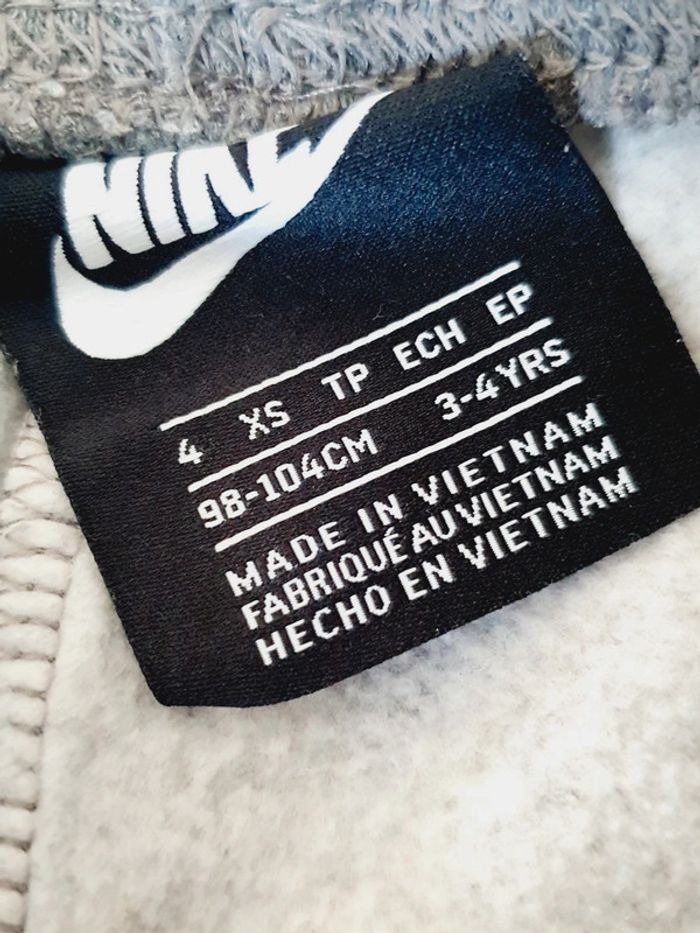 NIKE
4 XS TP ECH EP
98-104CM 3-4YRS
MADE IN VIETNAM
FABRIQUÉ AU VIETNAM
HECHO EN VIETNAM